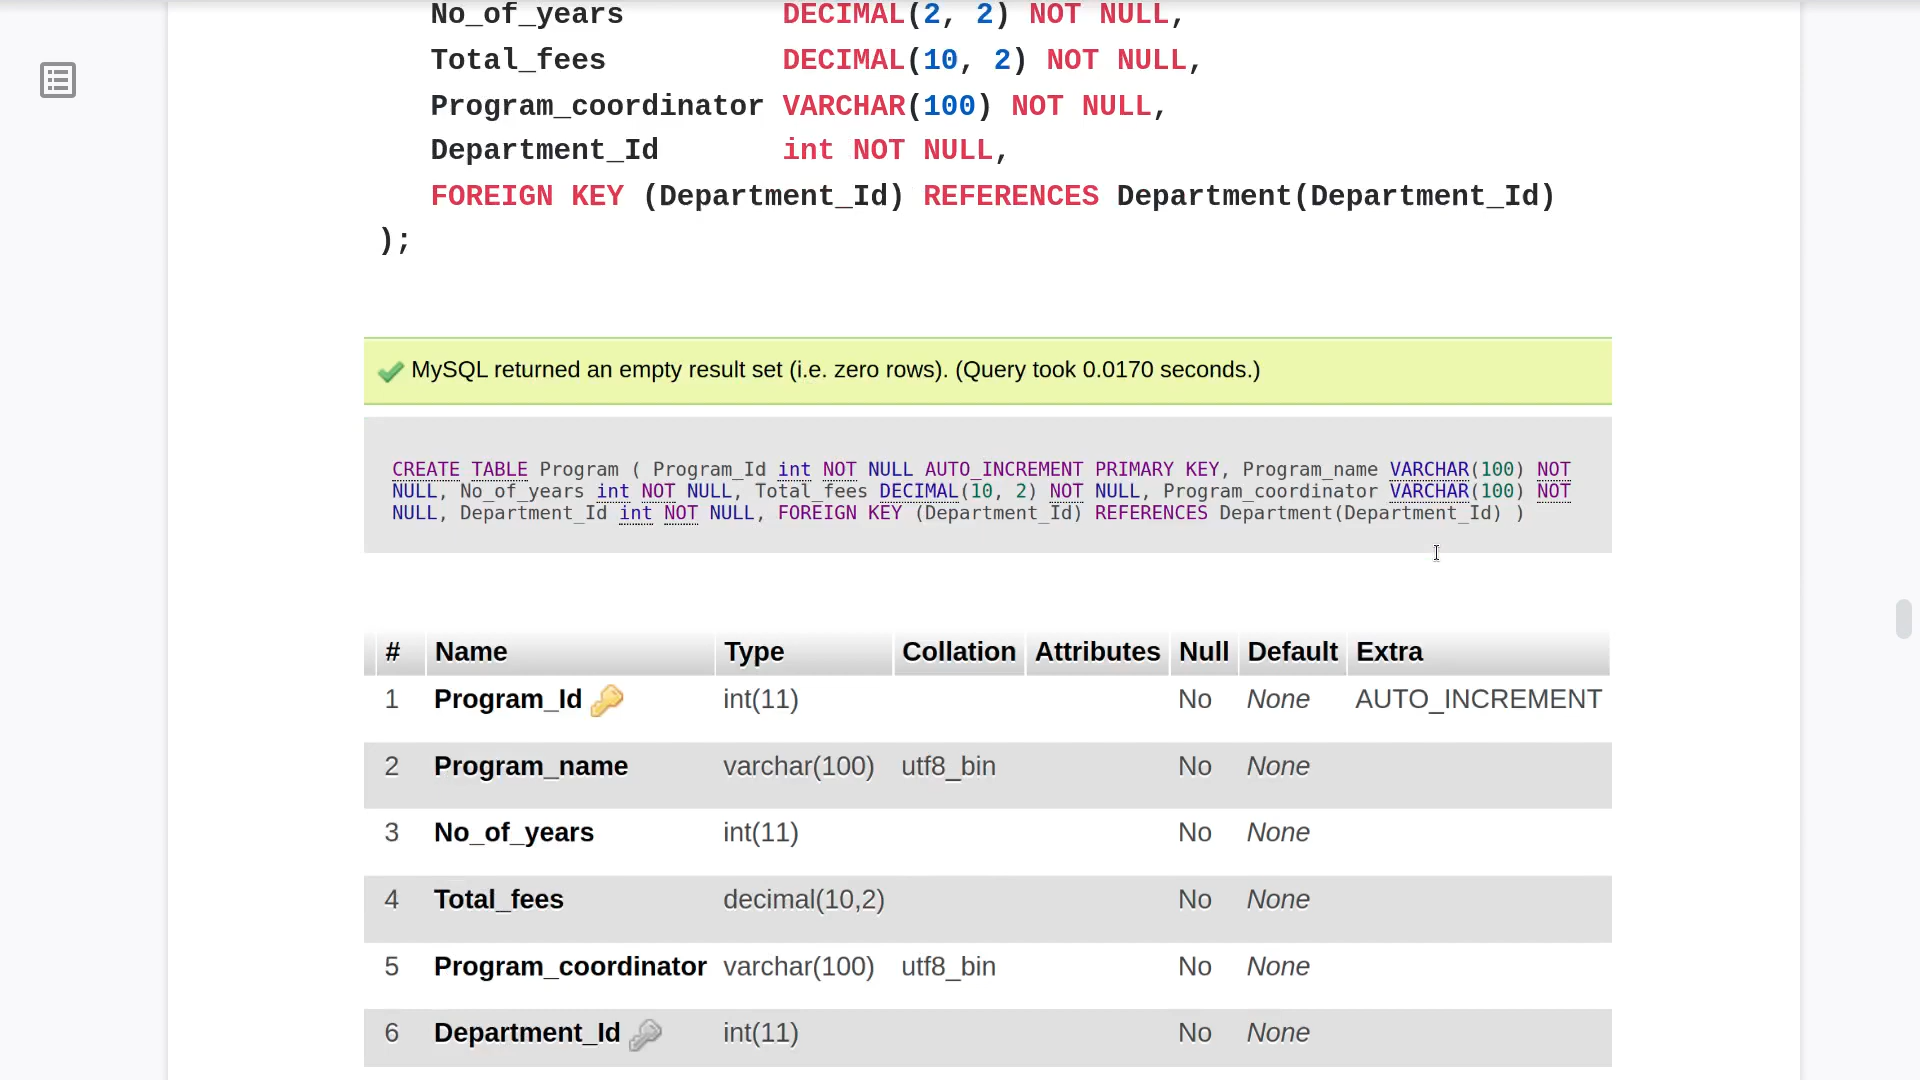 No_of_years DECIMAL(2, 2) NOT NULL,
Total_fees DECIMAL(10, 2) NOT NULL,
Program_coordinator VARCHAR(100) NOT NULL,
Department_Id int NOT NULL,
FOREIGN KEY (Department_Id) REFERENCES Department(Department_Id)
);
MySQL returned an empty result set (i.e. zero rows). (Query took 0.0170 seconds.)
CREATE TABLE Program ( Program_Id int NOT NULL AUTO_INCREMENT PRIMARY KEY, Program_name VARCHAR(100) NOT
NULL, No_of_years int NOT NULL, Total_fees DECIMAL(10, 2) NOT NULL, Program_coordinator VARCHAR(100) NOT
NULL, Department_Id int NOT NULL, FOREIGN KEY (Department_Id) REFERENCES Department(Department_Id) )
# Name Type Collation Attributes Null Default Extra
1 Program_Id int(11) No None AUTO_INCREMENT
2 Program_name varchar(100) utf8_bin No None
3 No_of_years int(11) No None
4 Total_fees decimal(10,2) No None
5 Program_coordinator varchar(100) utf8_bin No None
6 Department_Id int(11) No None